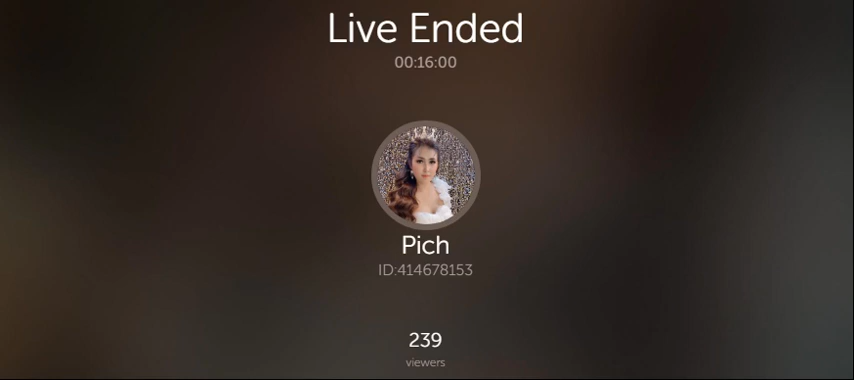 Live Ended
00:16:00
Pich
ID:414678153
239
viewers